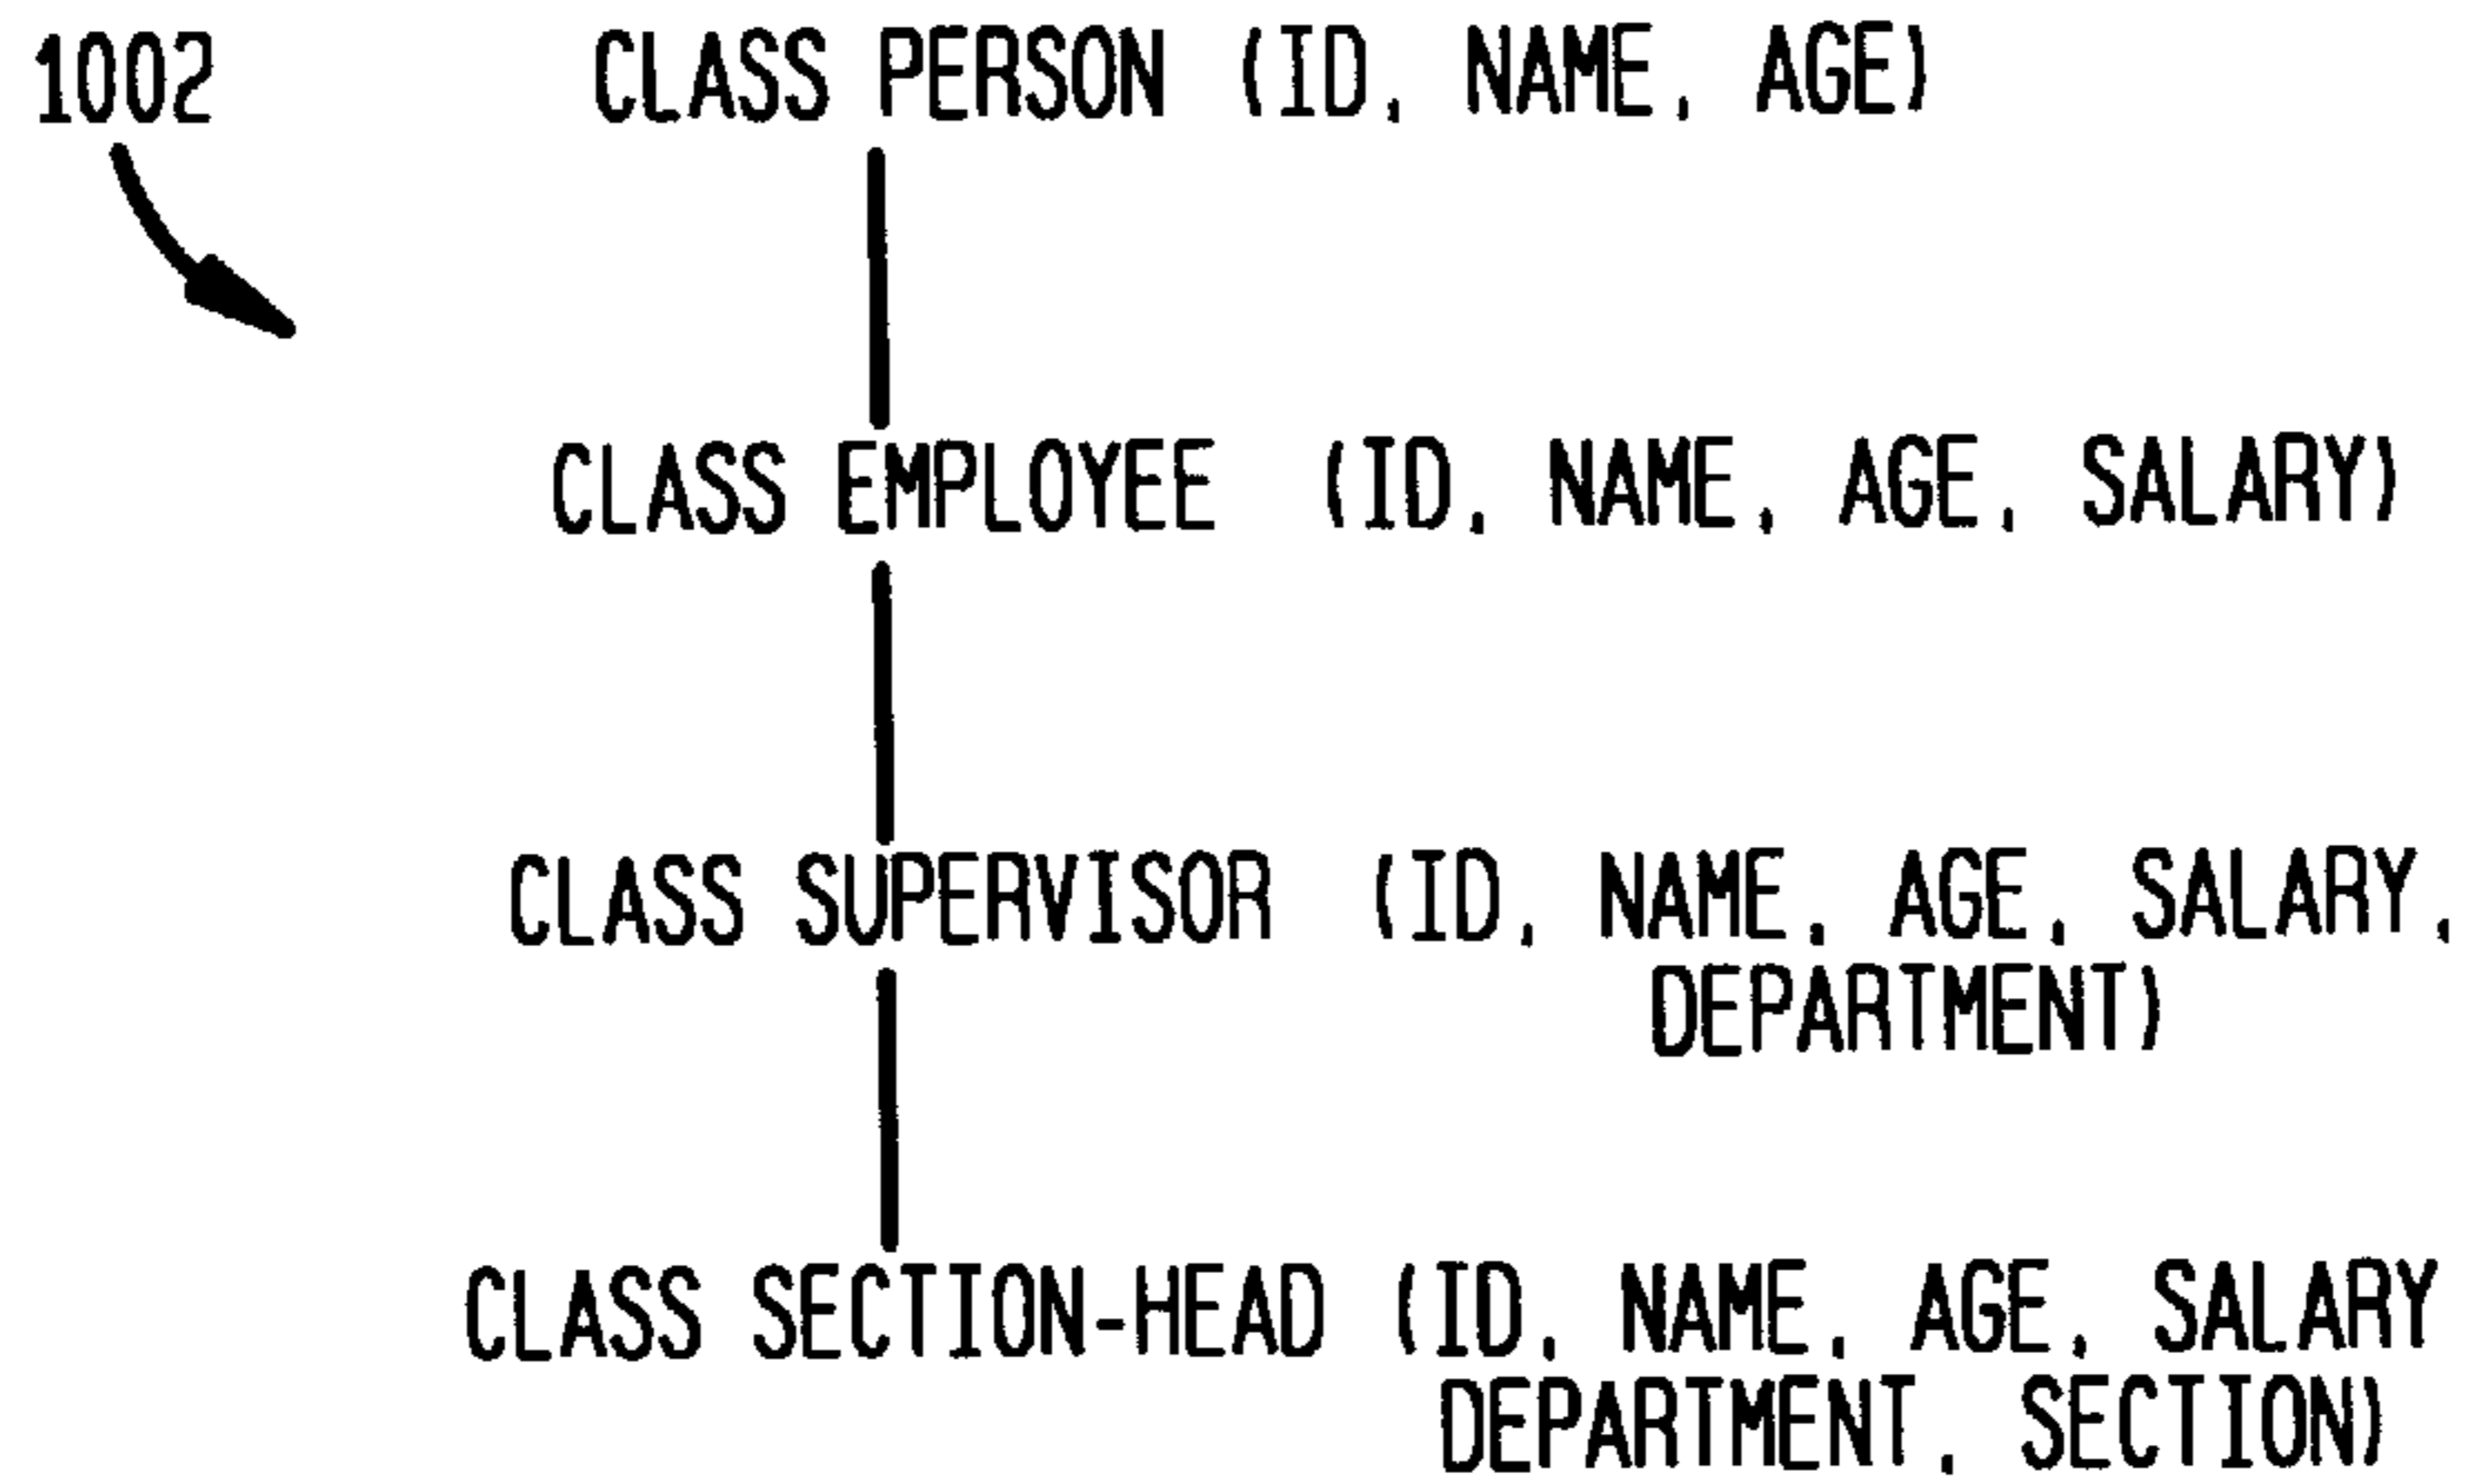 1002
CLASS PERSON (ID, NAME, AGE)
CLASS EMPLOYEE (ID, NAME, AGE, SALARY)
CLASS SUPERVISOR (ID, NAME, AGE, SALARY,
DEPARTMENT)
CLASS SECTION-HEAD (ID, NAME, AGE, SALARY
DEPARTMENT, SECTION)